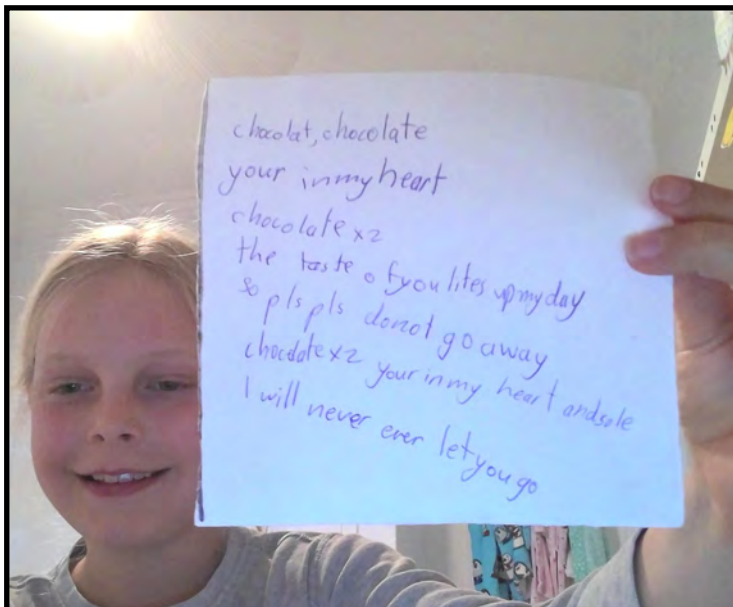 chocolat, chocolate
your in my heart
chocolate x2
the taste of you lites up my day
so pls pls donot go away
chocolate x2 your in my heart and sole
I will never ever let you go